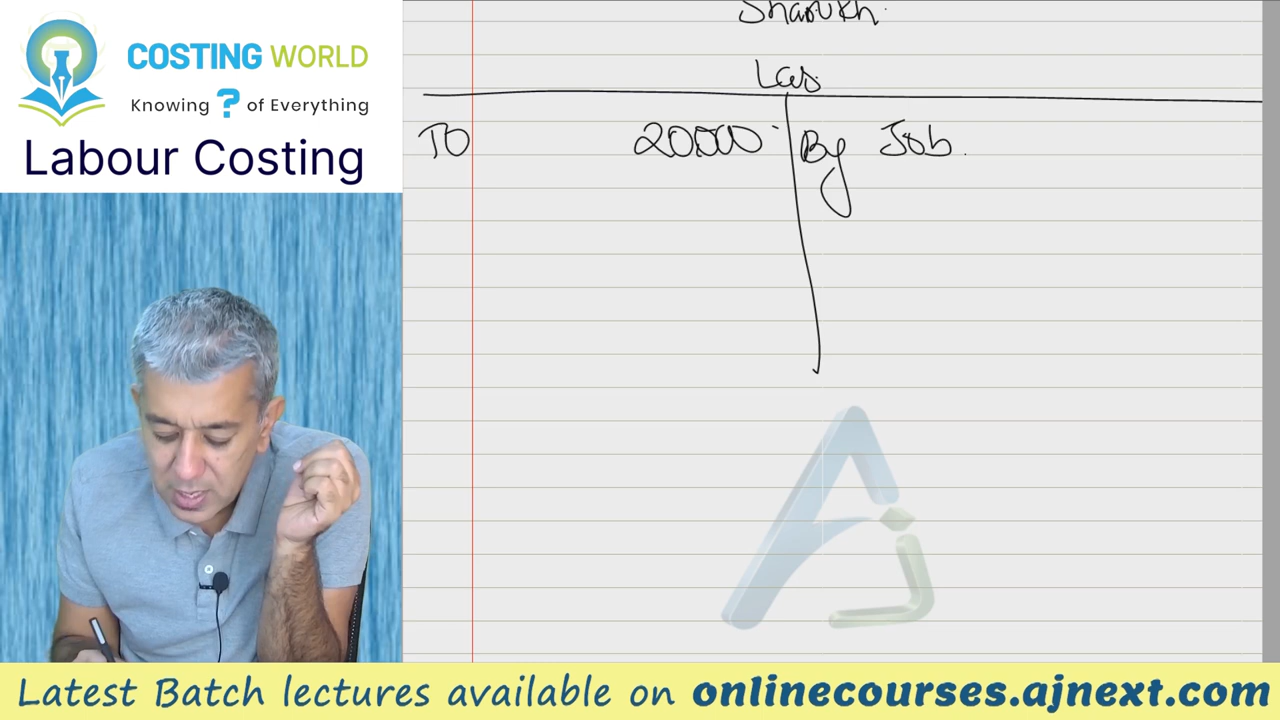 COSTING WORLD
Knowing ? of Everything
Labour Costing
Sharukh.
Lab
To 20000 By Job.
Latest Batch lectures available on onlinecourses.ajnext.com